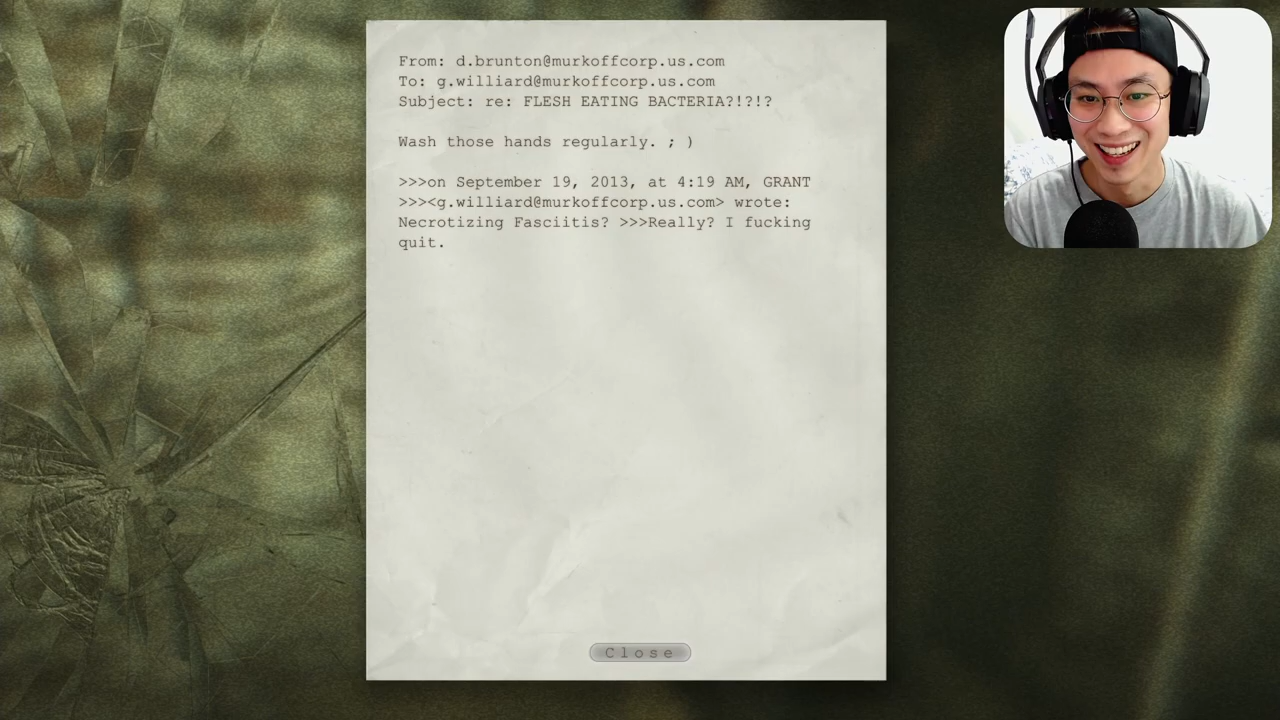 From: d.brunton@murkoffcorp.us.com
To: g.williard@murkoffcorp.us.com
Subject: re: FLESH EATING BACTERIA?!?!?
Wash those hands regularly. ; )
>>>on September 19, 2013, at 4:19 AM, GRANT
>>><g.williard@murkoffcorp.us.com> wrote:
Necrotizing Fasciitis? >>>Really? I fucking
quit.
Close